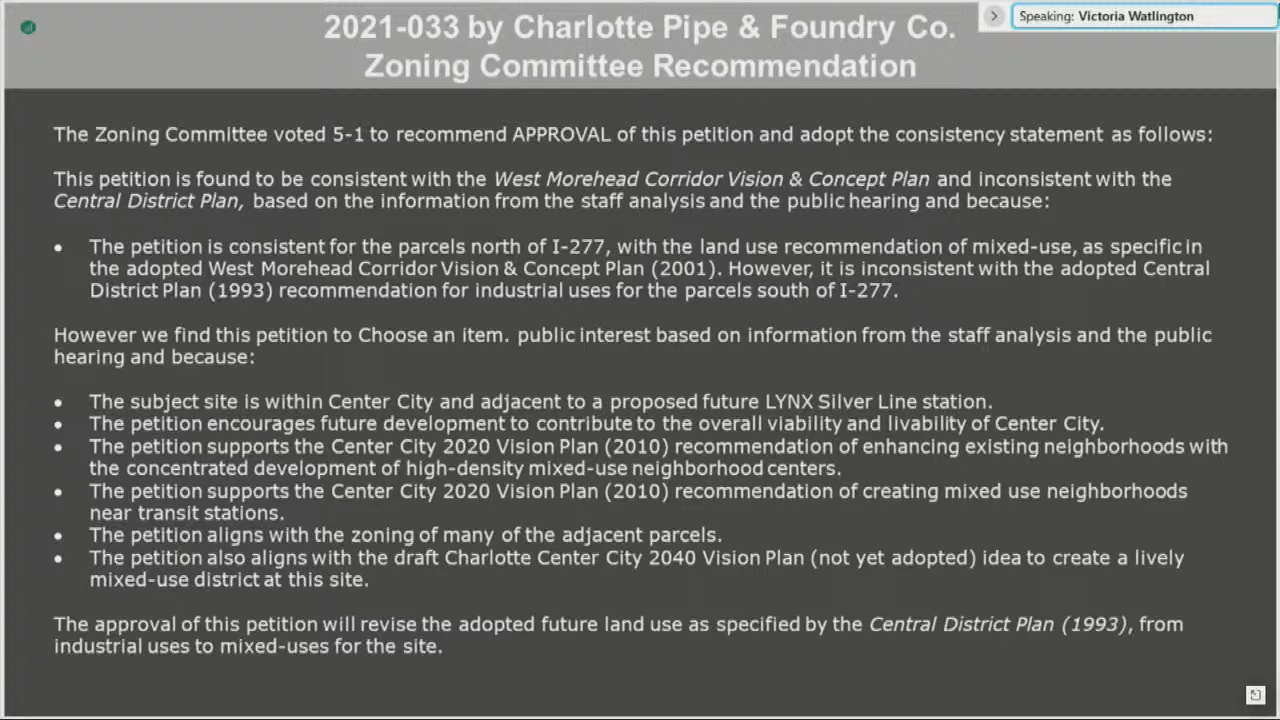 Speaking: Victoria Watlington
2021-033 by Charlotte Pipe & Foundry Co.
Zoning Committee Recommendation
The Zoning Committee voted 5-1 to recommend APPROVAL of this petition and adopt the consistency statement as follows:
This petition is found to be consistent with the West Morehead Corridor Vision & Concept Plan and inconsistent with the
Central District Plan, based on the information from the staff analysis and the public hearing and because:
• The petition is consistent for the parcels north of I-277, with the land use recommendation of mixed-use, as specific in
the adopted West Morehead Corridor Vision & Concept Plan (2001). However, it is inconsistent with the adopted Central
District Plan (1993) recommendation for industrial uses for the parcels south of I-277.
However we find this petition to Choose an item. public interest based on information from the staff analysis and the public
hearing and because:
• The subject site is within Center City and adjacent to a proposed future LYNX Silver Line station.
• The petition encourages future development to contribute to the overall viability and livability of Center City.
• The petition supports the Center City 2020 Vision Plan (2010) recommendation of enhancing existing neighborhoods with
the concentrated development of high-density mixed-use neighborhood centers.
• The petition supports the Center City 2020 Vision Plan (2010) recommendation of creating mixed use neighborhoods
near transit stations.
• The petition aligns with the zoning of many of the adjacent parcels.
• The petition also aligns with the draft Charlotte Center City 2040 Vision Plan (not yet adopted) idea to create a lively
mixed-use district at this site.
The approval of this petition will revise the adopted future land use as specified by the Central District Plan (1993), from
industrial uses to mixed-uses for the site.